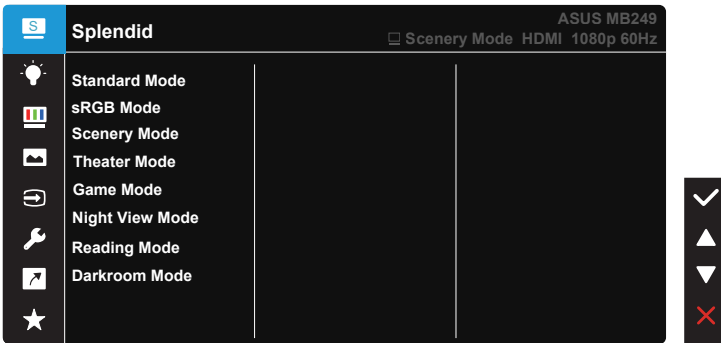 S
Splendid
ASUS MB249
Scenery Mode HDMI 1080p 60Hz
Standard Mode
sRGB Mode
Scenery Mode
Theater Mode
Game Mode
Night View Mode
Reading Mode
Darkroom Mode